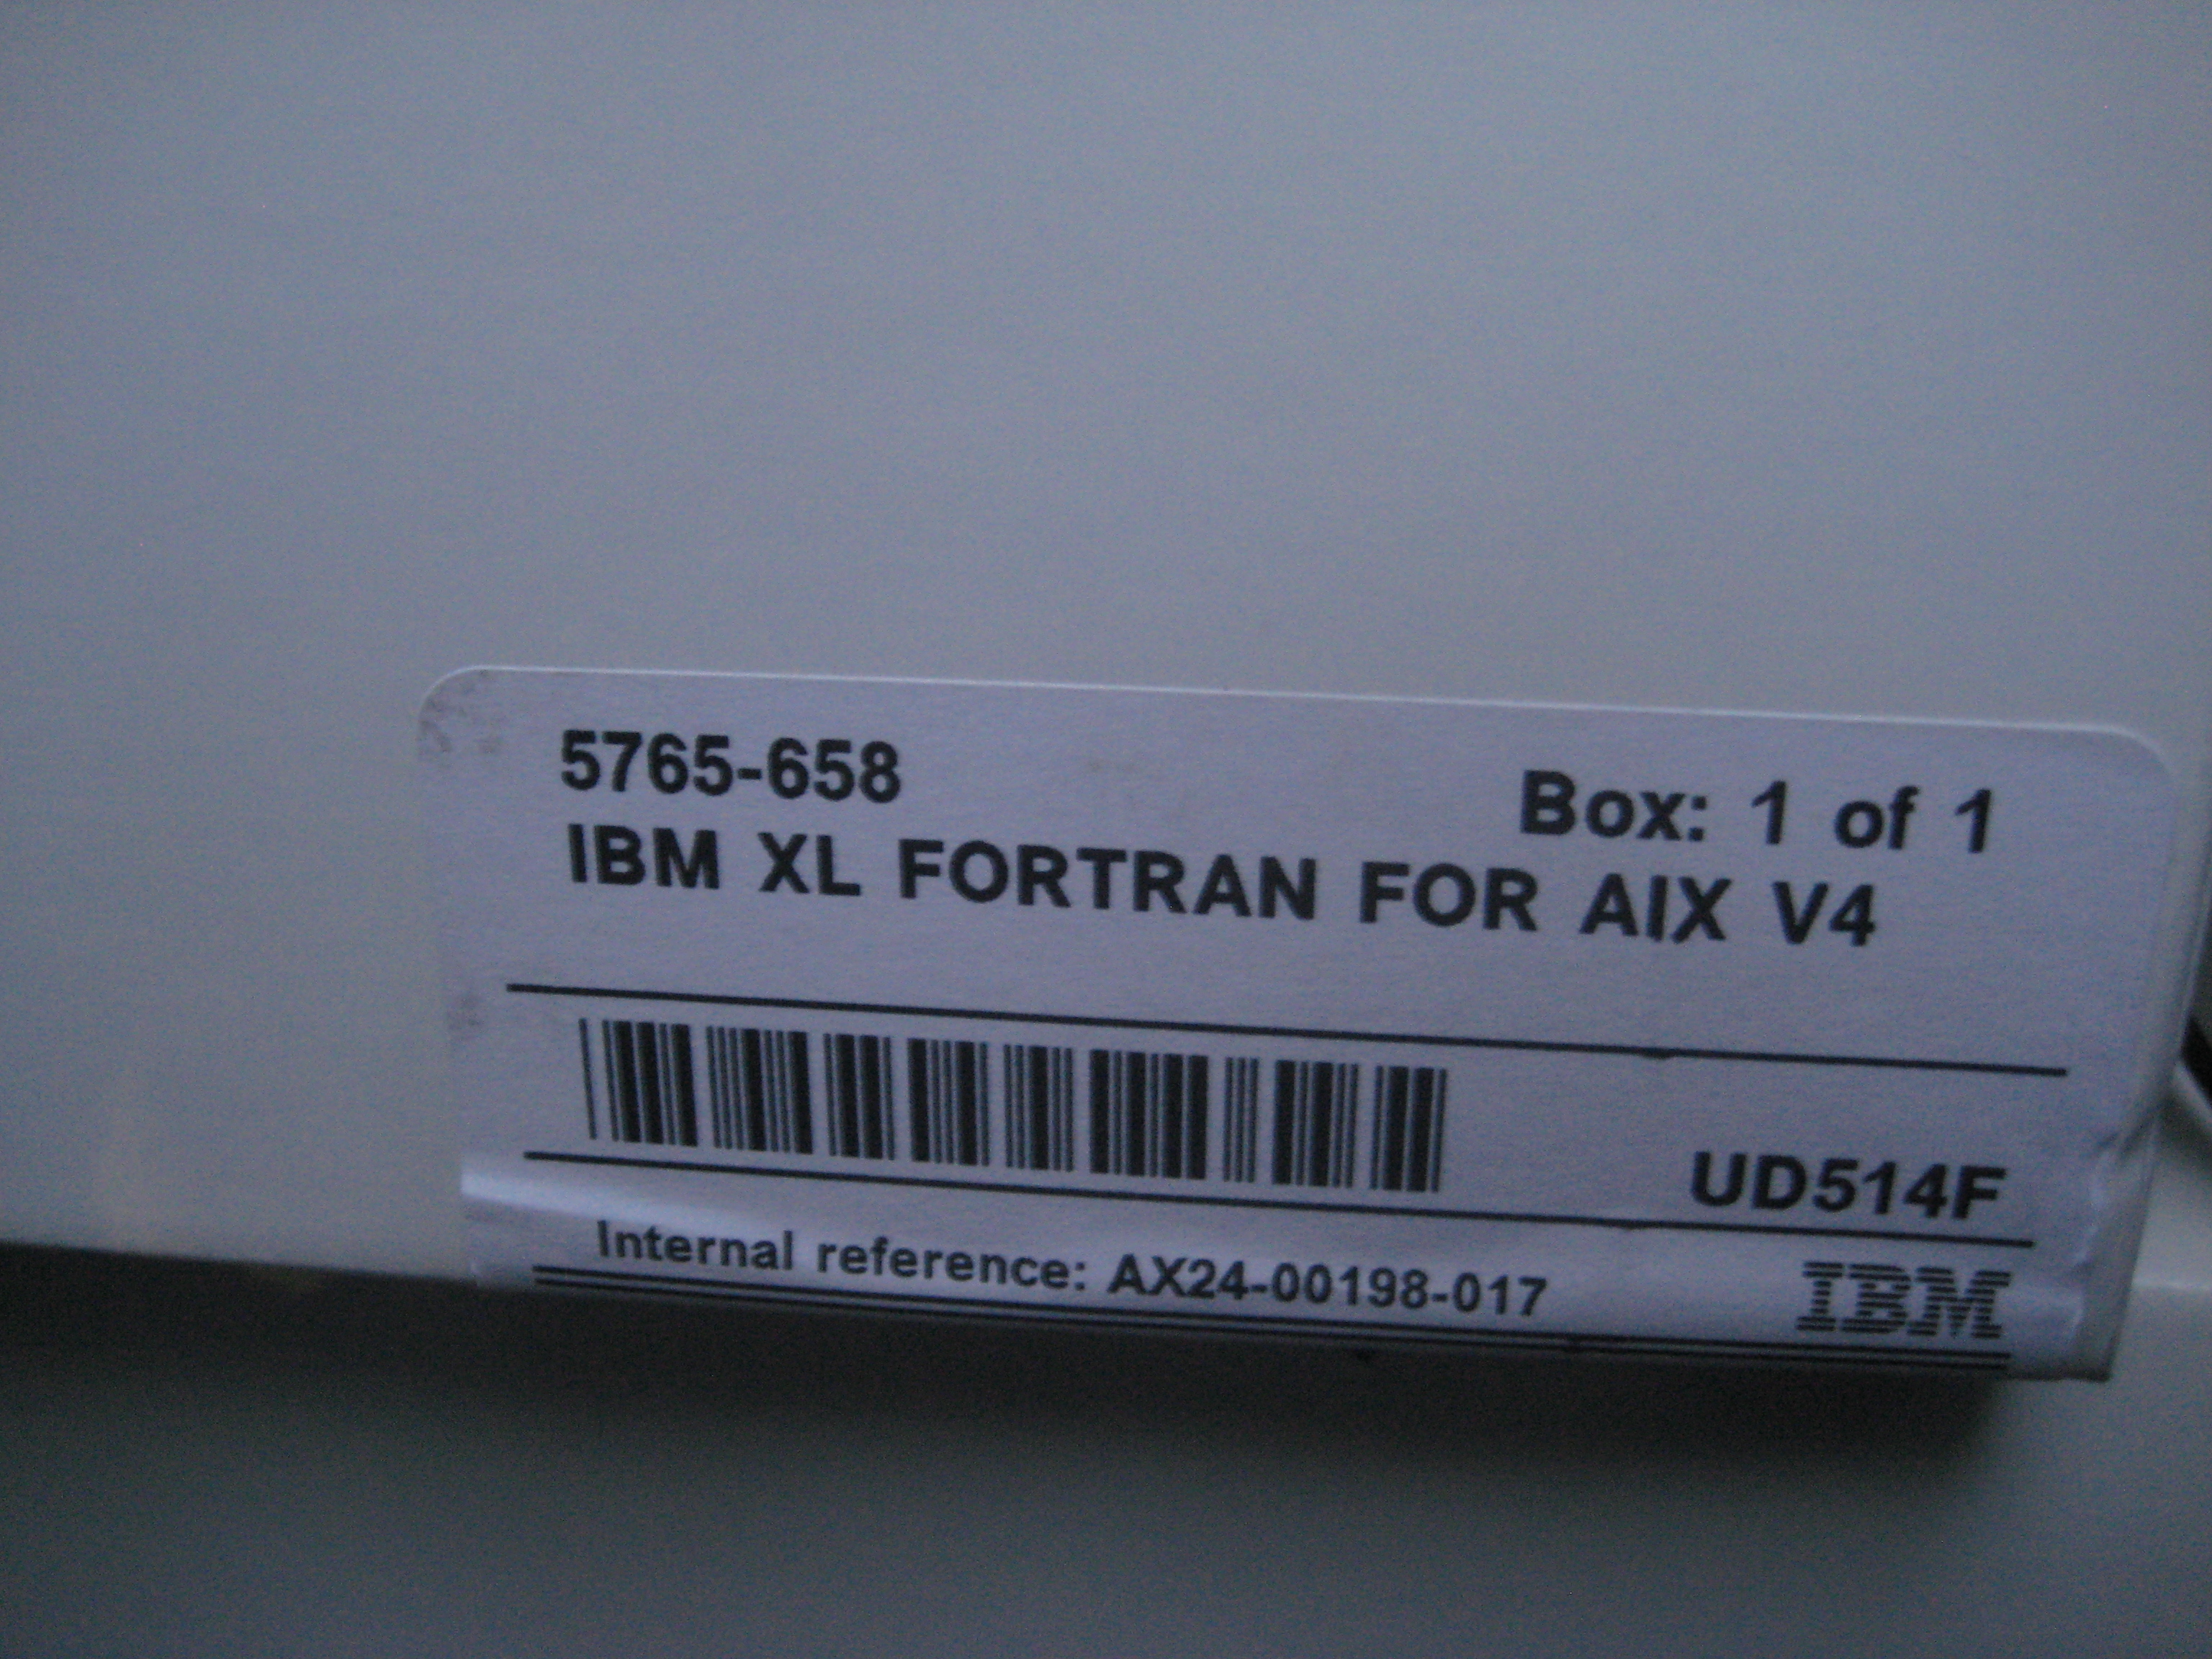 5765-658
Box: 1 of 1
IBM XL FORTRAN FOR AIX V4
UD514F
Internal reference: AX24-00198-017
IBM